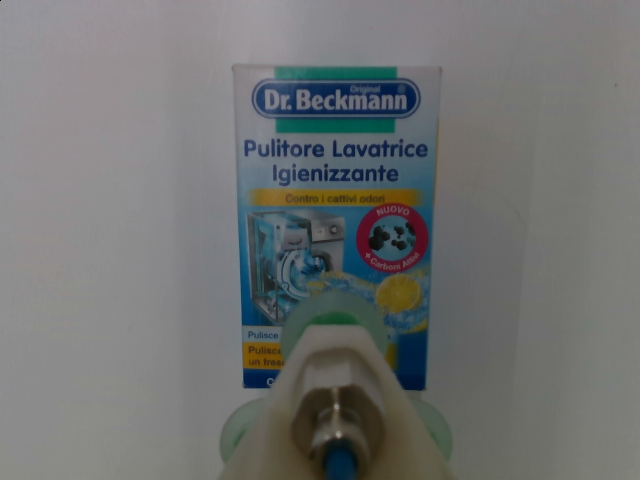 Original
Dr. Beckmann®
Pulitore Lavatrice
Igienizzante
Contro i cattivi odori
NUOVO
+ Carboni Attivi
Pulisce
Pulisce
un fres